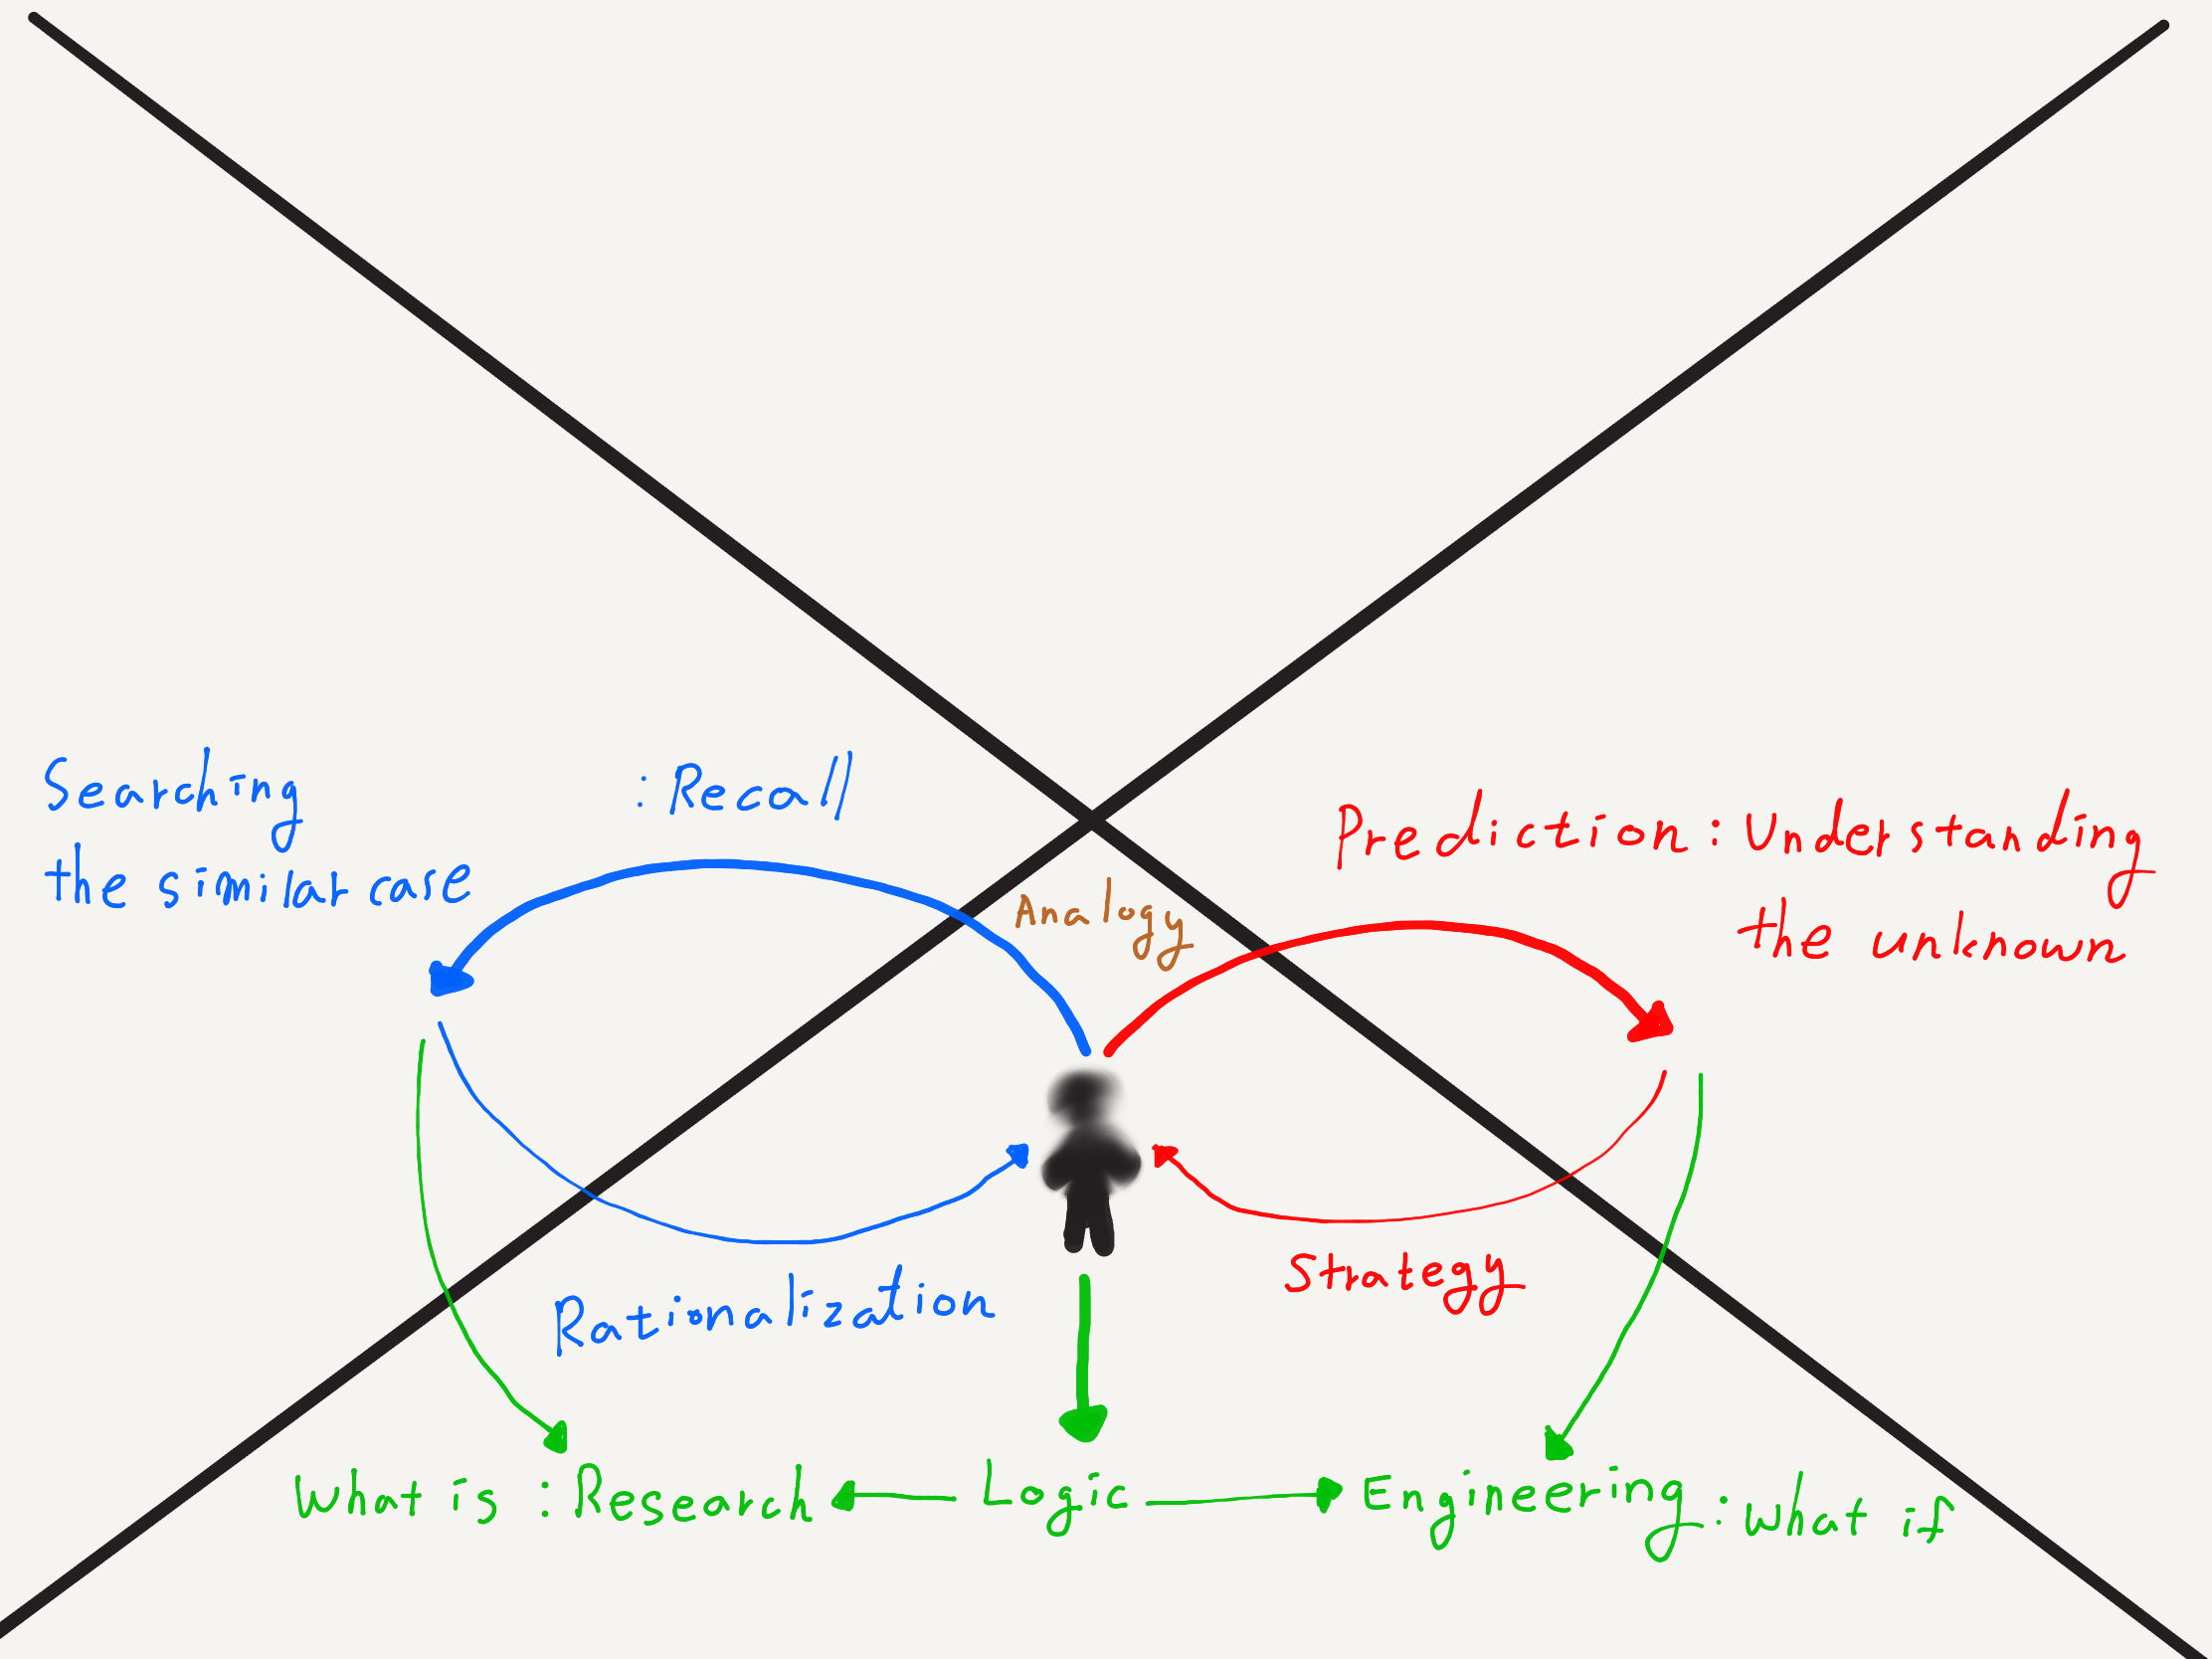 Searching : Recall
the similar case
Prediction : Understanding
the unknown
Analogy
Rationalization
Strategy
What is : Research
Logic
Engineering : What if